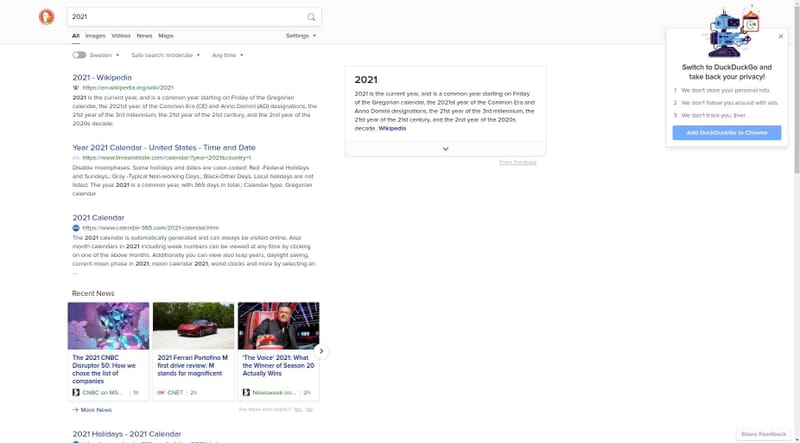 2021
All Images Videos News Maps Settings
Sweden Safe search: moderate Any time
2021 - Wikipedia
W https://en.wikipedia.org/wiki/2021
2021 is the current year, and is a common year starting on Friday of the Gregorian
calendar, the 2021st year of the Common Era (CE) and Anno Domini (AD) designations, the
21st year of the 3rd millennium, the 21st year of the 21st century, and the 2nd year of the
2020s decade.
Year 2021 Calendar - United States - Time and Date
https://www.timeanddate.com/calendar/?year=2021&country=1
Disable moonphases. Some holidays and dates are color-coded: Red -Federal Holidays
and Sundays.; Gray -Typical Non-working Days.; Black-Other Days. Local holidays are not
listed. The year 2021 is a common year, with 365 days in total.; Calendar type: Gregorian
calendar
2021 Calendar
https://www.calendar-365.com/2021-calendar.html
The 2021 calendar is automatically generated and can always be visited online. Also
month calendars in 2021 including week numbers can be viewed at any time by clicking
on one of the above months. Additionally you can view also leap years, daylight saving,
current moon phase in 2021, moon calendar 2021, world clocks and more by selecting an
...
Recent News
The 2021 CNBC
Disruptor 50: How we
chose the list of
companies
CNBC on MS... 1h
2021 Ferrari Portofino M
first drive review: M
stands for magnificent
CNET 2h
'The Voice' 2021: What
the Winner of Season 20
Actually Wins
Newsweek on ... 2h
More News
Are these links helpful? Yes No
2021 Holidays - 2021 Calendar
2021
2021 is the current year, and is a common year starting on Friday
of the Gregorian calendar, the 2021st year of the Common Era and
Anno Domini designations, the 21st year of the 3rd millennium, the
21st year of the 21st century, and the 2nd year of the 2020s
decade. Wikipedia
Share Feedback
Switch to DuckDuckGo and
take back your privacy!
1 We don't store your personal info.
2 We don't follow you around with ads.
3 We don't track you. Ever.
Add DuckDuckGo to Chrome
Share Feedback